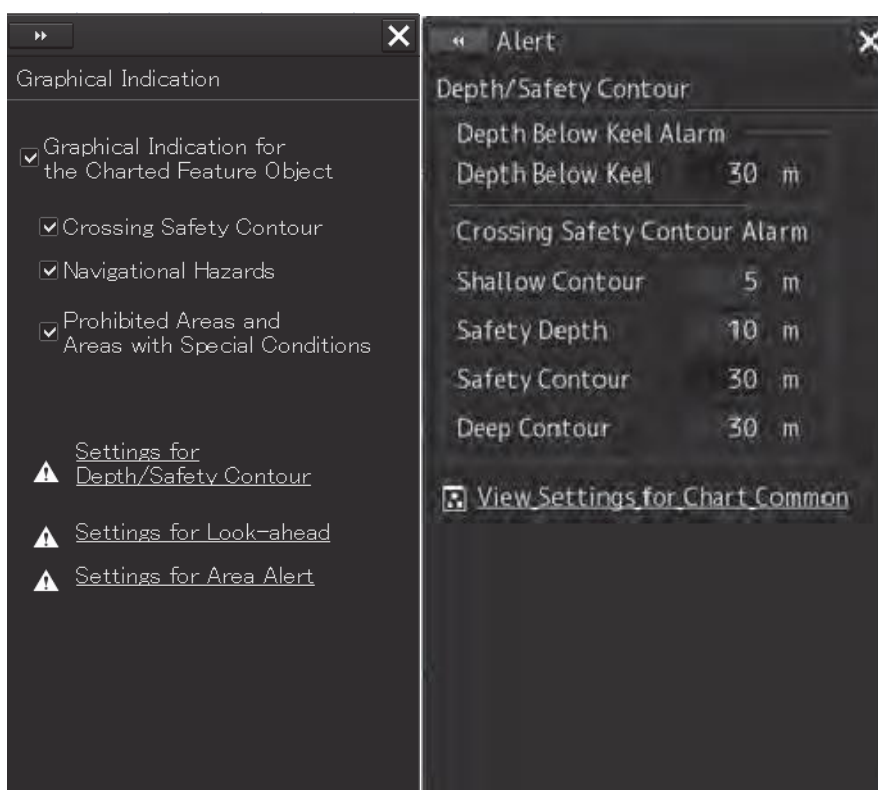 Graphical Indication
Graphical Indication for
the Charted Feature Object
Crossing Safety Contour
Navigational Hazards
Prohibited Areas and
Areas with Special Conditions
Settings for
Depth/Safety Contour
Settings for Look-ahead
Settings for Area Alert
Alert
Depth/Safety Contour
Depth Below Keel Alarm
Depth Below Keel 30 m
Crossing Safety Contour Alarm
Shallow Contour 5 m
Safety Depth 10 m
Safety Contour 30 m
Deep Contour 30 m
View Settings for Chart Common